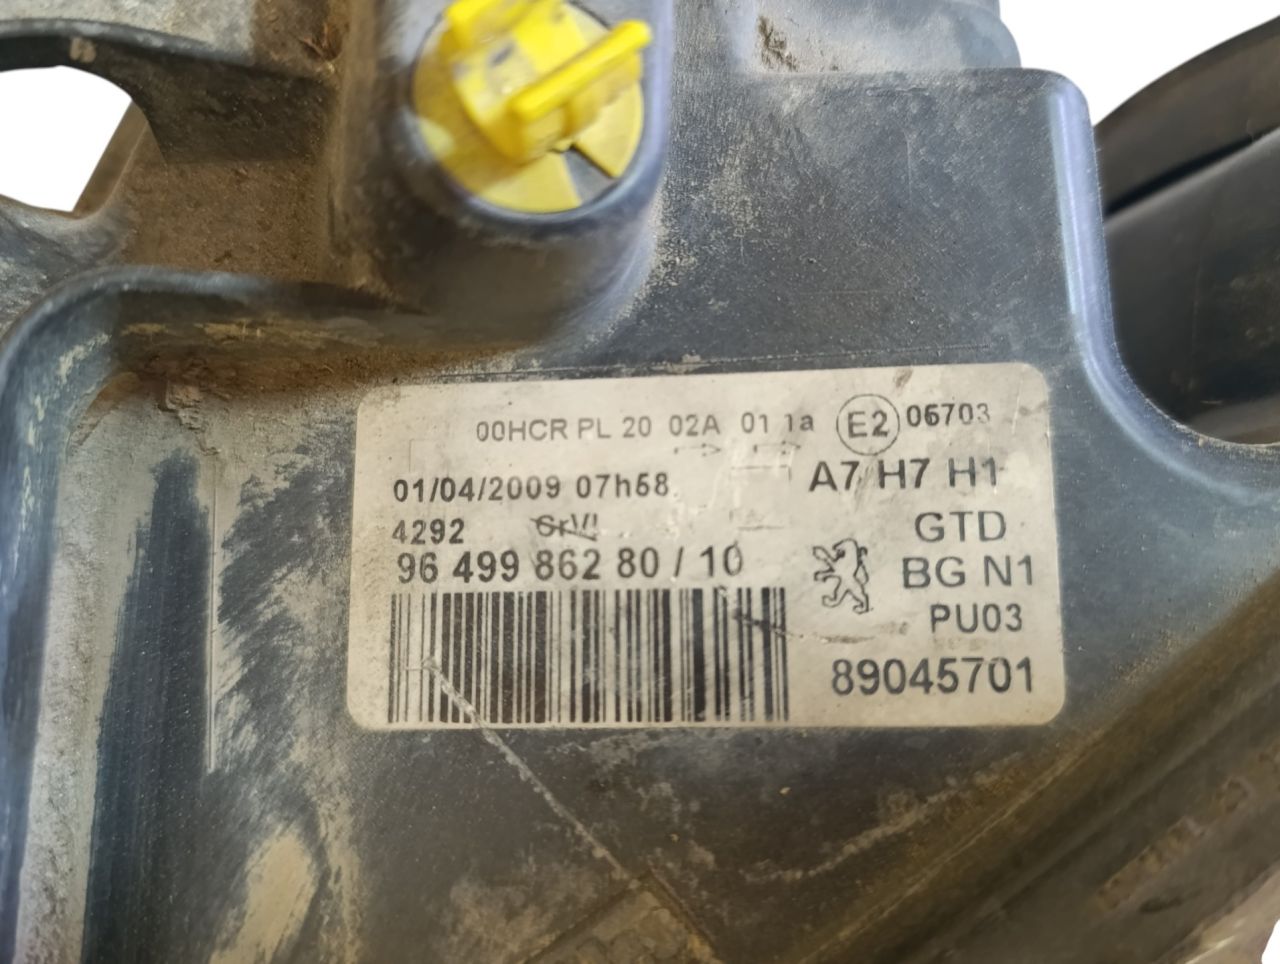 00HCR PL 20 02A 01 1a E2 06703
01/04/2009 07h58 A7 H7 H1
4292 CrVI GTD
96 499 862 80 / 10 BG N1
PU03
89045701